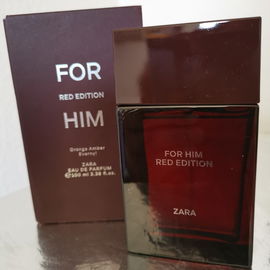 FOR
RED EDITION
HIM
Orange Amber
Evernyl
ZARA
EAU DE PARFUM
℮100 ml 3.38 fl. oz.
FOR HIM
RED EDITION
ZARA